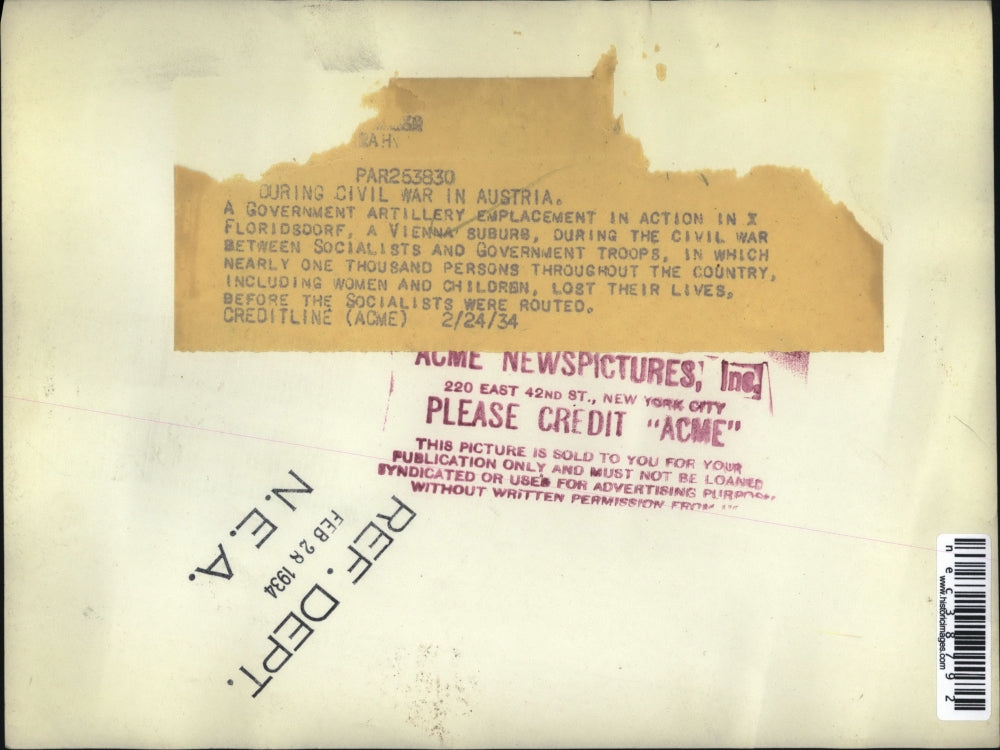 PAR253830
DURING CIVIL WAR IN AUSTRIA.
A GOVERNMENT ARTILLERY EMPLACEMENT IN ACTION IN X
FLORIDSDORF, A VIENNA SUBURB, DURING THE CIVIL WAR
BETWEEN SOCIALISTS AND GOVERNMENT TROOPS, IN WHICH
NEARLY ONE THOUSAND PERSONS THROUGHOUT THE COUNTRY,
INCLUDING WOMEN AND CHILDREN, LOST THEIR LIVES,
BEFORE THE SOCIALISTS WERE ROUTED.
CREDITLINE (ACME) 2/24/34
ACME NEWSPICTURES, Inc.
220 EAST 42ND ST., NEW YORK CITY
PLEASE CREDIT "ACME"
THIS PICTURE IS SOLD TO YOU FOR YOUR
PUBLICATION ONLY AND MUST NOT BE LOANED
SYNDICATED OR USED FOR ADVERTISING PURPOSES
WITHOUT WRITTEN PERMISSION FROM
REF. DEPT.
FEB 28 1934
N.E.A.
www.historicimages.com
nec38792